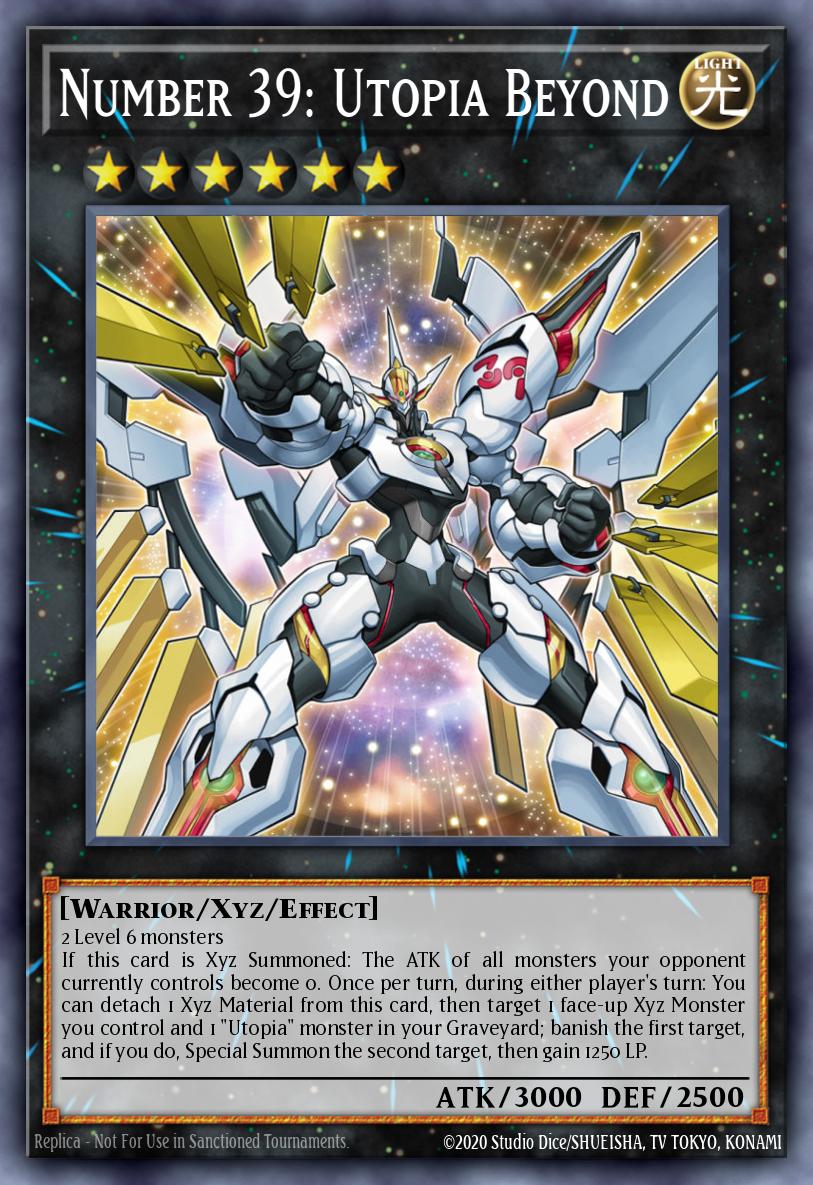 Number 39: Utopia Beyond
LIGHT
光
39
[Warrior/Xyz/Effect]
2 Level 6 monsters
If this card is Xyz Summoned: The ATK of all monsters your opponent
currently controls become 0. Once per turn, during either player's turn: You
can detach 1 Xyz Material from this card, then target 1 face-up Xyz Monster
you control and 1 "Utopia" monster in your Graveyard; banish the first target,
and if you do, Special Summon the second target, then gain 1250 LP.
ATK/3000 DEF/2500
Replica - Not For Use in Sanctioned Tournaments.
©2020 Studio Dice/SHUEISHA, TV TOKYO, KONAMI